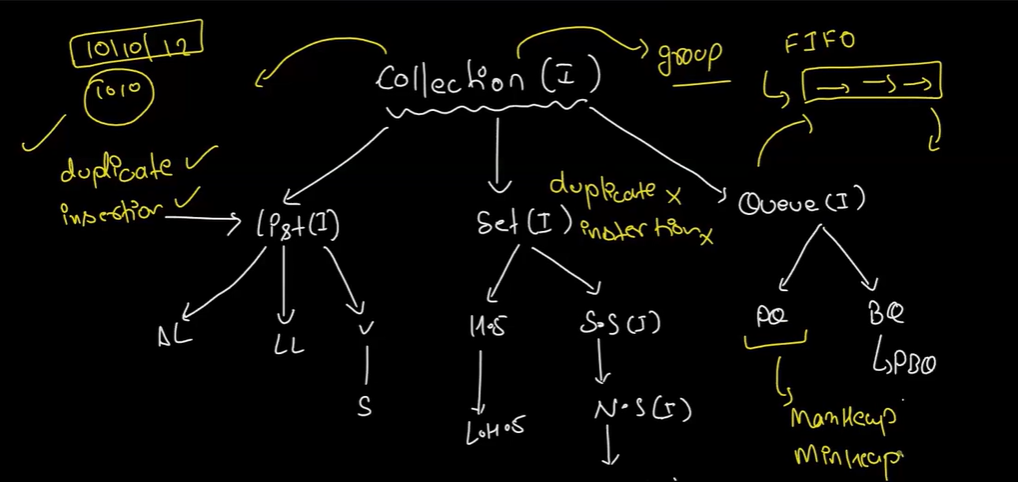 10|10|12
1010
Collection (I)
group
FIFO
duplicate ✓
insertion ✓
List(I)
Set(I)
duplicate x
instertion x
Queue(I)
AL
LL
V
S
H.S
L.H.S
S.S(I)
N.S(I)
PQ
BQ
PBQ
MaxHeap
MinHeap